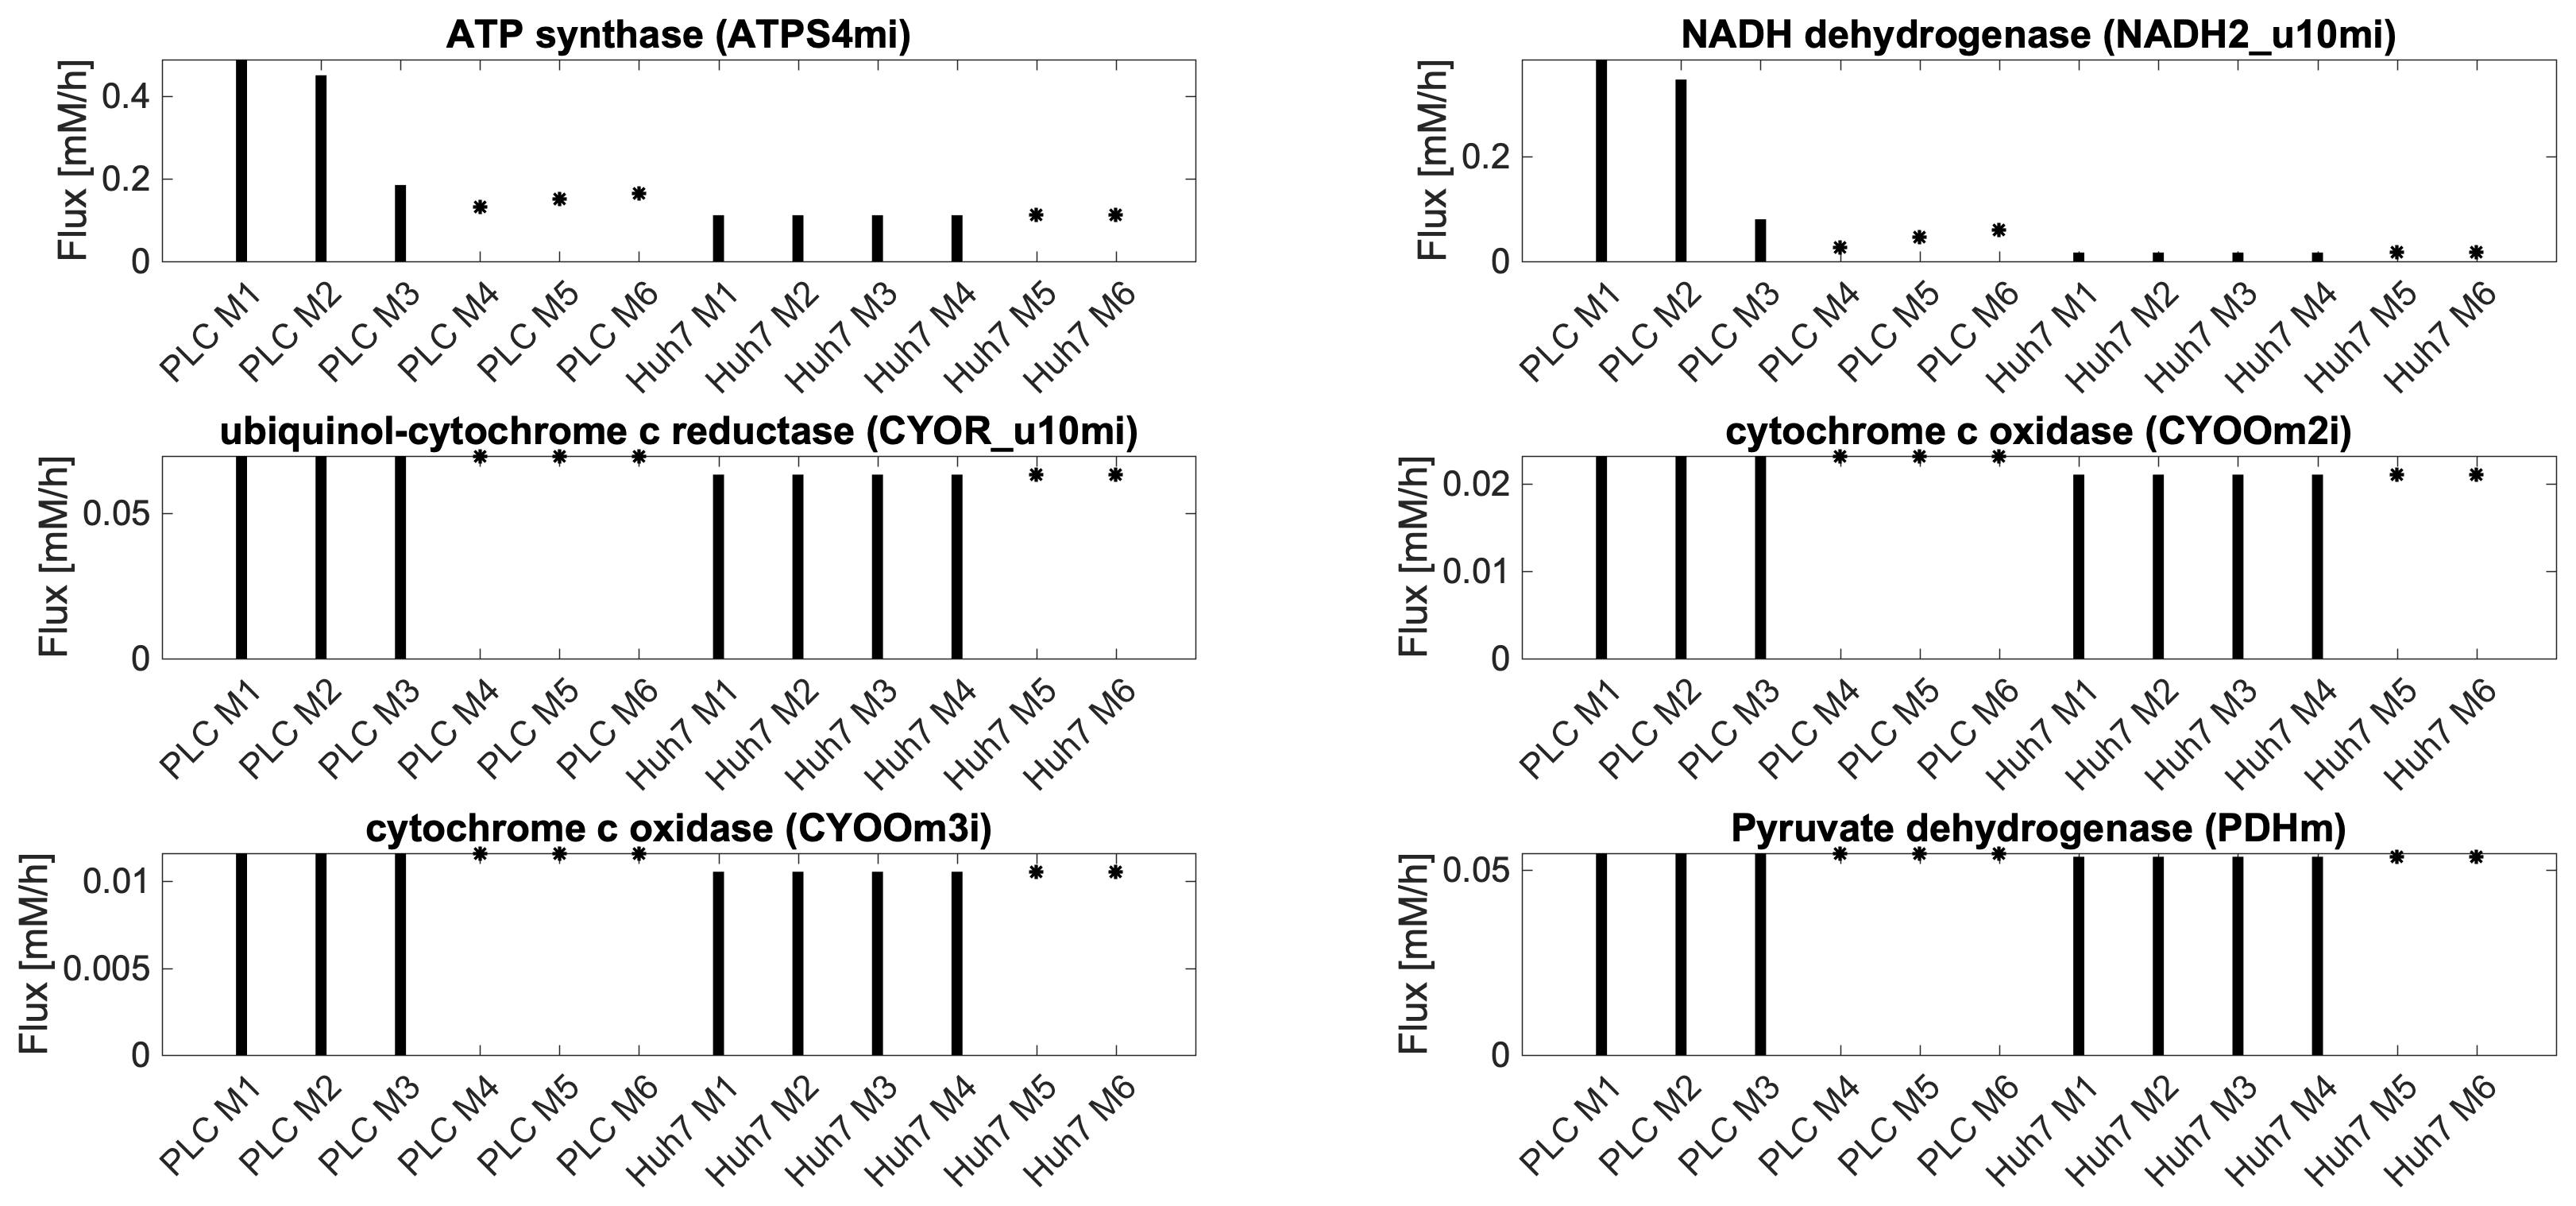 ATP synthase (ATPS4mi)
Flux [mM/h]
0.4
0.2
0
PLC M1
PLC M2
PLC M3
PLC M4
PLC M5
PLC M6
Huh7 M1
Huh7 M2
Huh7 M3
Huh7 M4
Huh7 M5
Huh7 M6
NADH dehydrogenase (NADH2_u10mi)
Flux [mM/h]
0.2
0
PLC M1
PLC M2
PLC M3
PLC M4
PLC M5
PLC M6
Huh7 M1
Huh7 M2
Huh7 M3
Huh7 M4
Huh7 M5
Huh7 M6
ubiquinol-cytochrome c reductase (CYOR_u10mi)
Flux [mM/h]
0.05
0
PLC M1
PLC M2
PLC M3
PLC M4
PLC M5
PLC M6
Huh7 M1
Huh7 M2
Huh7 M3
Huh7 M4
Huh7 M5
Huh7 M6
cytochrome c oxidase (CYOOm2i)
Flux [mM/h]
0.02
0.01
0
PLC M1
PLC M2
PLC M3
PLC M4
PLC M5
PLC M6
Huh7 M1
Huh7 M2
Huh7 M3
Huh7 M4
Huh7 M5
Huh7 M6
cytochrome c oxidase (CYOOm3i)
Flux [mM/h]
0.01
0.005
0
PLC M1
PLC M2
PLC M3
PLC M4
PLC M5
PLC M6
Huh7 M1
Huh7 M2
Huh7 M3
Huh7 M4
Huh7 M5
Huh7 M6
Pyruvate dehydrogenase (PDHm)
Flux [mM/h]
0.05
0
PLC M1
PLC M2
PLC M3
PLC M4
PLC M5
PLC M6
Huh7 M1
Huh7 M2
Huh7 M3
Huh7 M4
Huh7 M5
Huh7 M6